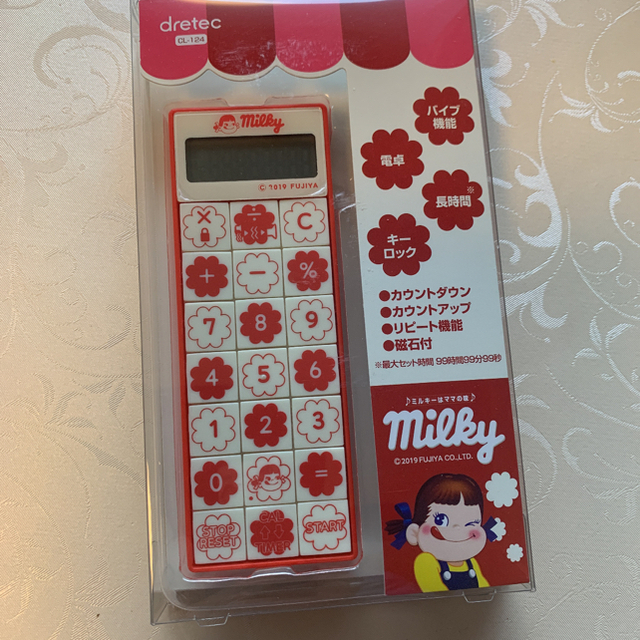 dretec
CL-124
milky
©2019 FUJIYA
× ÷ C
+ − %
7 8 9
4 5 6
1 2 3
0 =
STOP RESET
CAL TIMER
START
バイブ
機能
電卓
※
長時間
キー
ロック
●カウントダウン
●カウントアップ
●リピート機能
●磁石付
※最大セット時間 99時間99分99秒
♪ミルキーはママの味♪
milky
©2019 FUJIYA CO.,LTD.